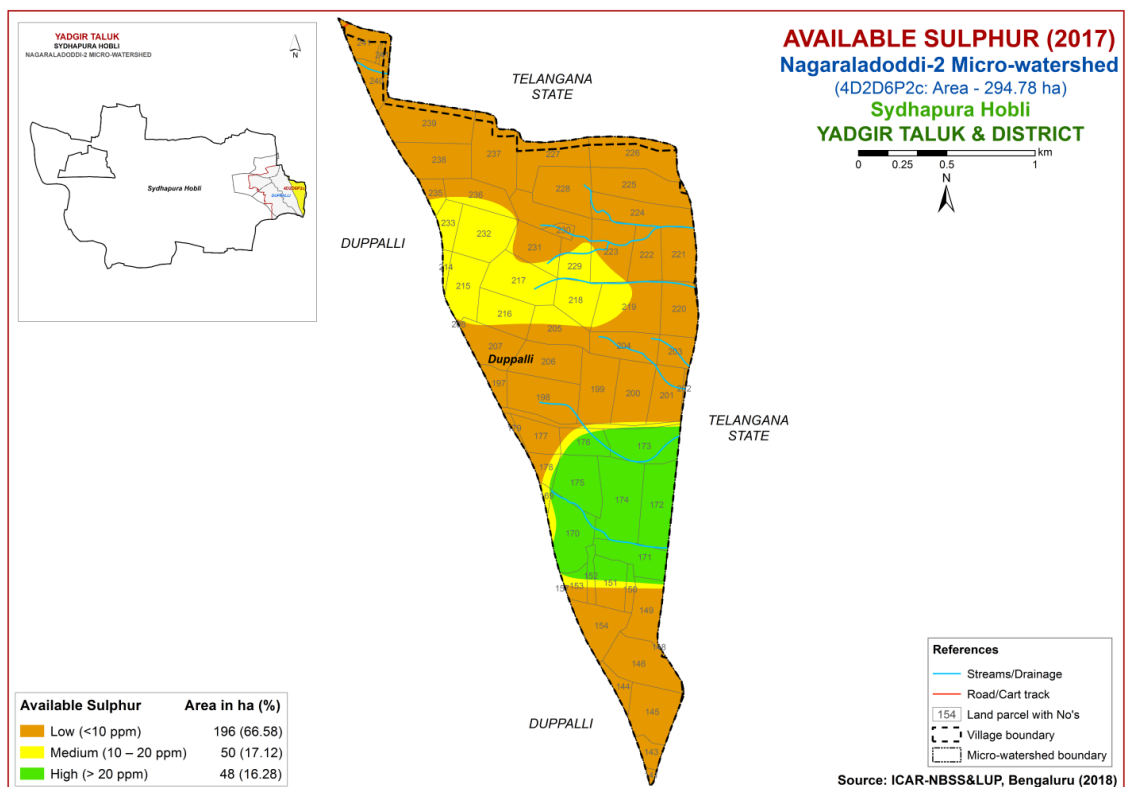 YADGIR TALUK
SYDHAPURA HOBLI
NAGARALADODDI-2 MICRO-WATERSHED
N
Sydhapura Hobli
4D2D6P2c
DUPPALLI
AVAILABLE SULPHUR (2017)
Nagaraladoddi-2 Micro-watershed
(4D2D6P2c: Area - 294.78 ha)
Sydhapura Hobli
YADGIR TALUK & DISTRICT
km
0 0.25 0.5 1
N
TELANGANA
STATE
239
237
227
226
238
228
225
235
236
224
233
232
230
231
223
222
221
214
229
217
215
218
219
220
216
205
207
204
203
Duppalli
206
197
199
200
201
198
177
176
173
178
175
174
172
170
171
152
153
151
150
149
154
148
146
144
145
143
DUPPALLI
TELANGANA
STATE
DUPPALLI
Available Sulphur Area in ha (%)
Low (<10 ppm) 196 (66.58)
Medium (10 – 20 ppm) 50 (17.12)
High (> 20 ppm) 48 (16.28)
References
Streams/Drainage
Road/Cart track
154 Land parcel with No's
Village boundary
Micro-watershed boundary
Source: ICAR-NBSS&LUP, Bengaluru (2018)